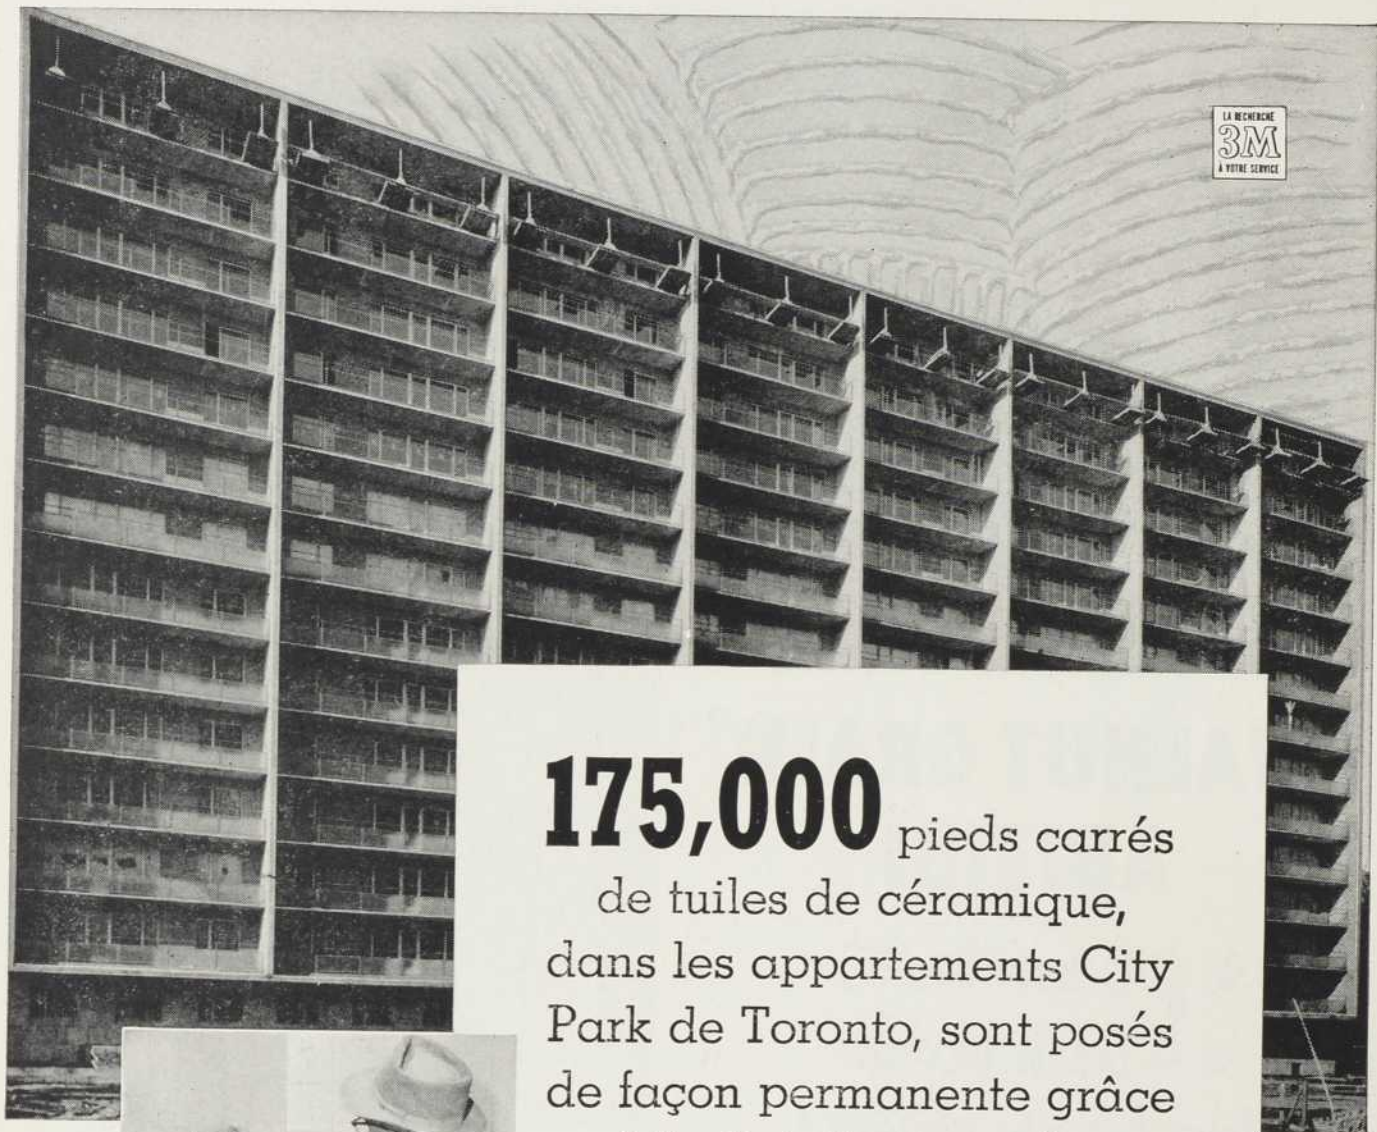 LA RECHERCHE
3M
À VOTRE SERVICE
175,000 pieds carrés
de tuiles de céramique,
dans les appartements City
Park de Toronto, sont posés
de façon permanente grâce